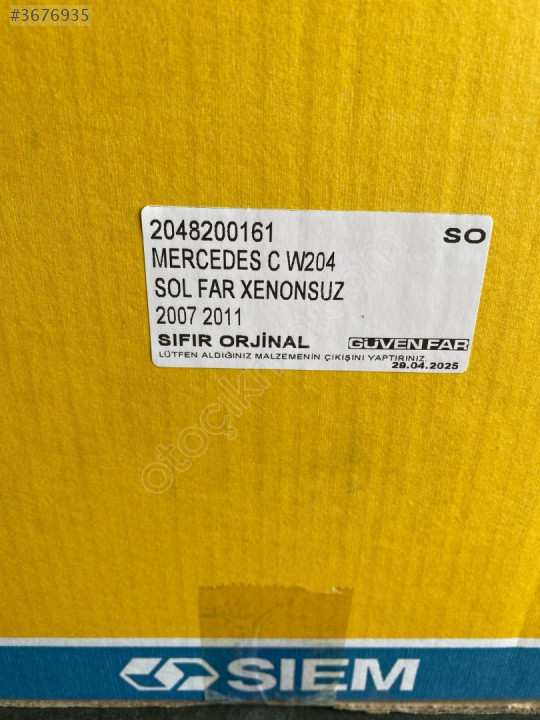 #3676935
2048200161 SO
MERCEDES C W204
SOL FAR XENONSUZ
2007 2011
SIFIR ORJİNAL GÜVEN FAR
LÜTFEN ALDIĞINIZ MALZEMENİN ÇIKIŞINI YAPTIRINIZ.
29.04.2025
SIEM